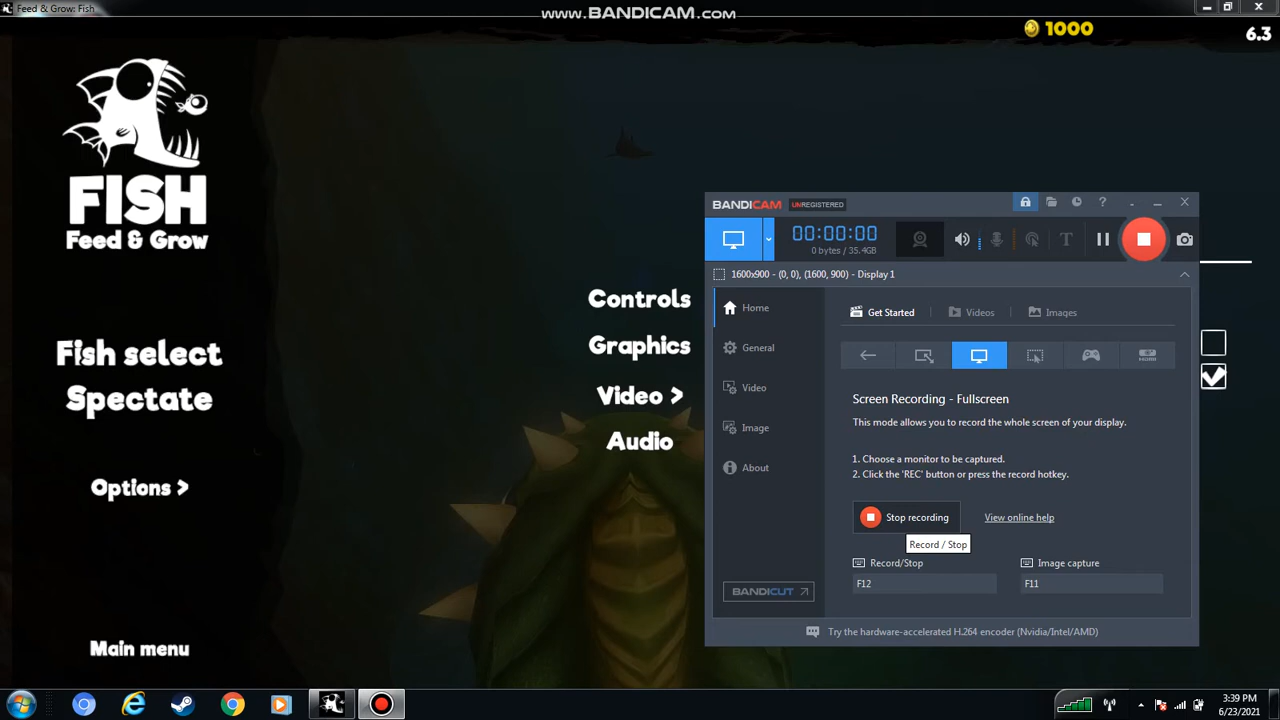 Feed & Grow: Fish
www.BANDICAM.com
1000
6.3
FISH
Feed & Grow
Fish select
Spectate
Options >
Main menu
Controls
Graphics
Video >
Audio
BANDICAM UNREGISTERED
00:00:00
0 bytes / 35.4GB
1600x900 - (0, 0), (1600, 900) - Display 1
Home
General
Video
Image
About
BANDICUT
Get Started
Videos
Images
HDMI
Screen Recording - Fullscreen
This mode allows you to record the whole screen of your display.
1. Choose a monitor to be captured.
2. Click the 'REC' button or press the record hotkey.
Stop recording
View online help
Record / Stop
Record/Stop
Image capture
F12
F11
Try the hardware-accelerated H.264 encoder (Nvidia/Intel/AMD)
3:39 PM
6/23/2021